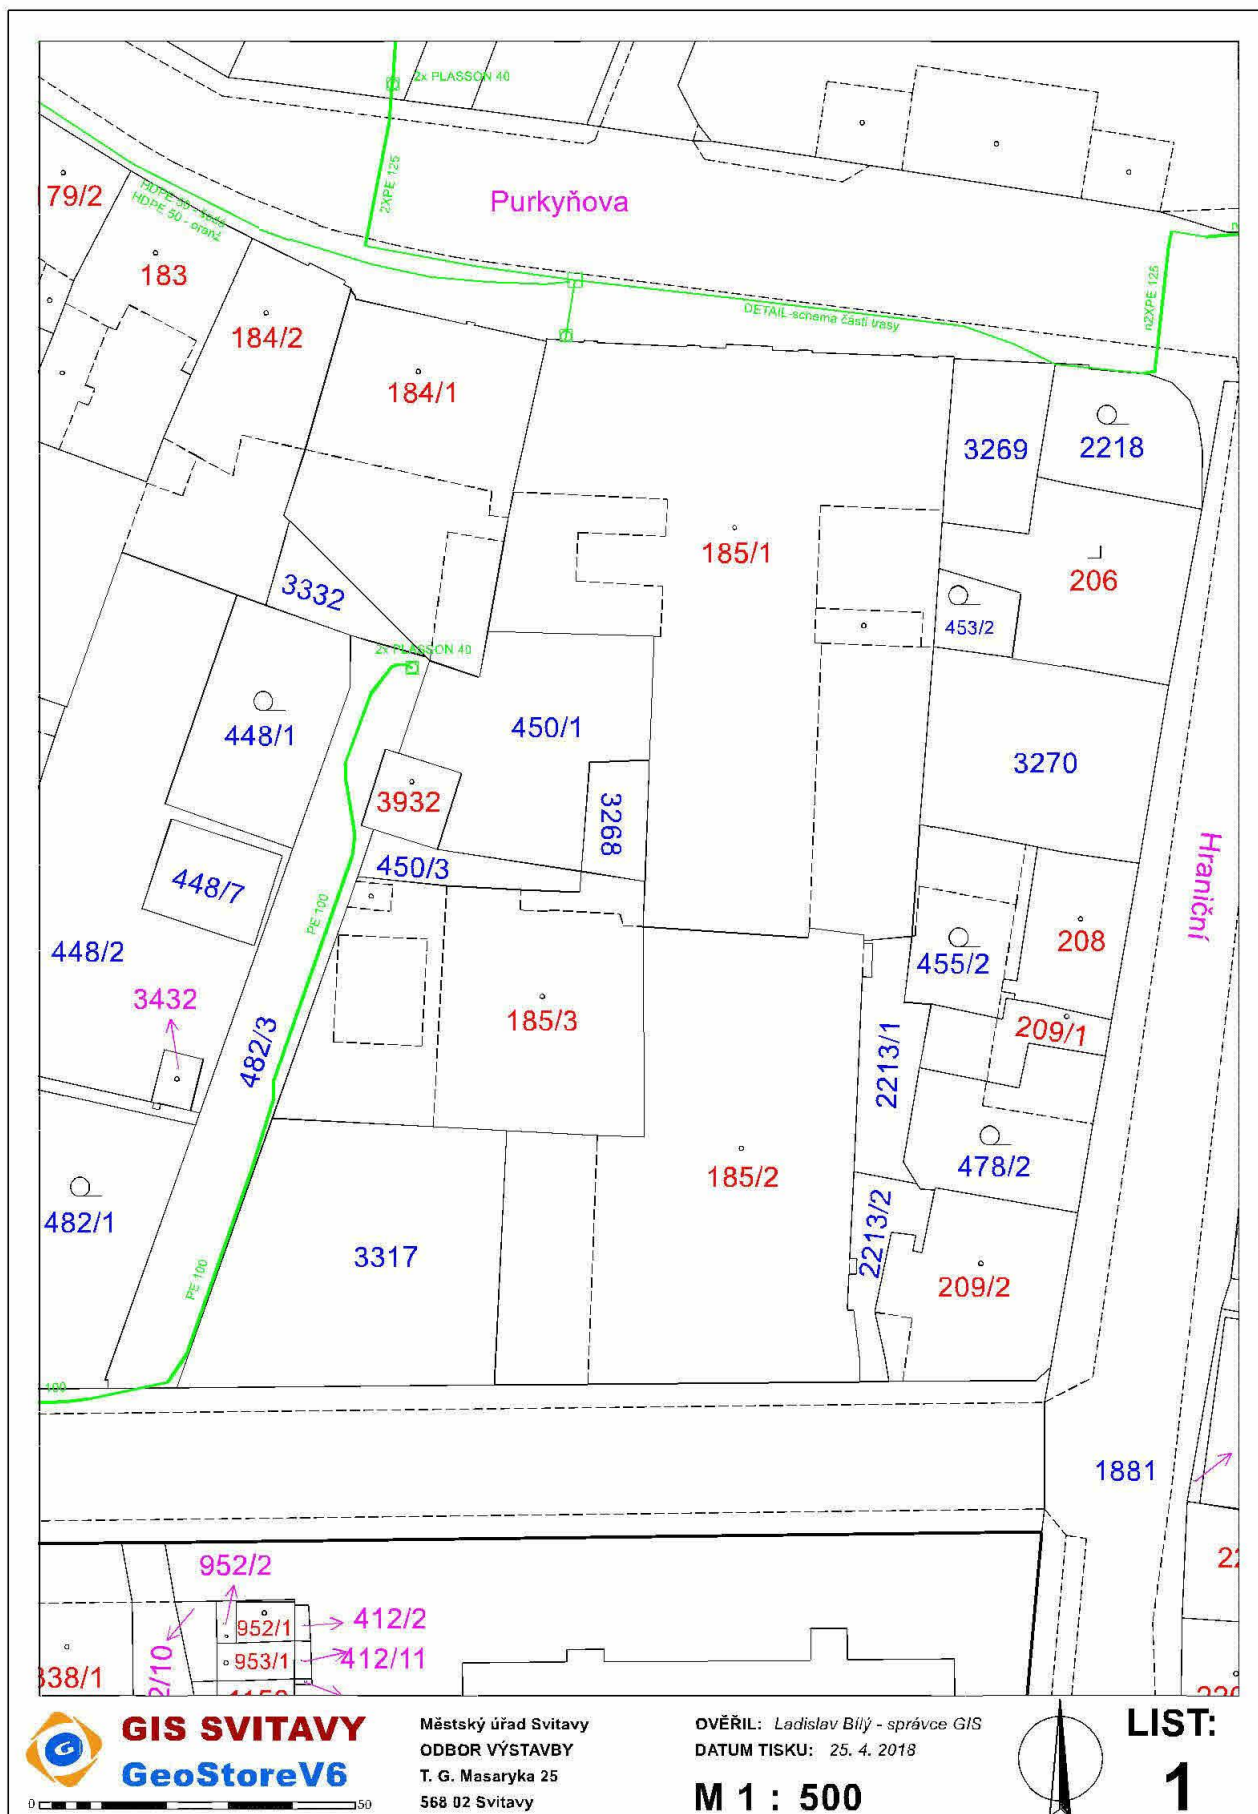 2x PLASSON 40
2XPE 125
Purkyňova
179/2
HDPE 50 - oranž
183
184/2
n2XPE 125
DETAIL-schema části trasy
184/1
3269
2218
185/1
206
3332
453/2
2x PLASSON 40
448/1
450/1
3270
3932
3268
450/3
Hraniční
448/7
PE 100
208
448/2
455/2
3432
185/3
209/1
482/3
2213/1
478/2
185/2
482/1
2213/2
3317
PE 100
209/2
100
1881
952/2
22
412/2
952/1
412/11
953/1
338/1
2/10
GIS SVITAVY
GeoStoreV6
0 50
Městský úřad Svitavy
ODBOR VÝSTAVBY
T. G. Masaryka 25
568 02 Svitavy
OVĚŘIL: Ladislav Bílý - správce GIS
DATUM TISKU: 25. 4. 2018
M 1 : 500
LIST:
1